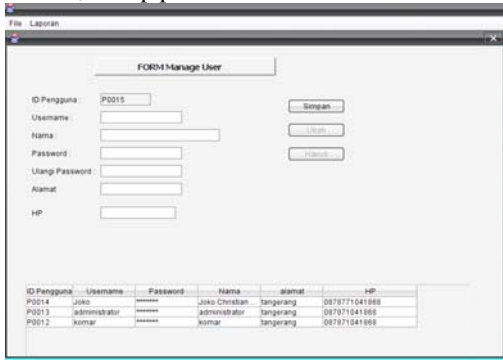 File Laporan
FORM Manage User
ID Pengguna : P0015
Simpan
Username :
Ubah
Nama :
Password :
Hapus
Ulangi Password :
Alamat
HP
ID Pengguna Username Password Nama alamat HP
P0014 Joko ******* Joko Christian ... tangerang 0878771041868
P0013 administrator ******* administrator tangerang 087871041868
P0012 komar ******* komar tangerang 087871041868